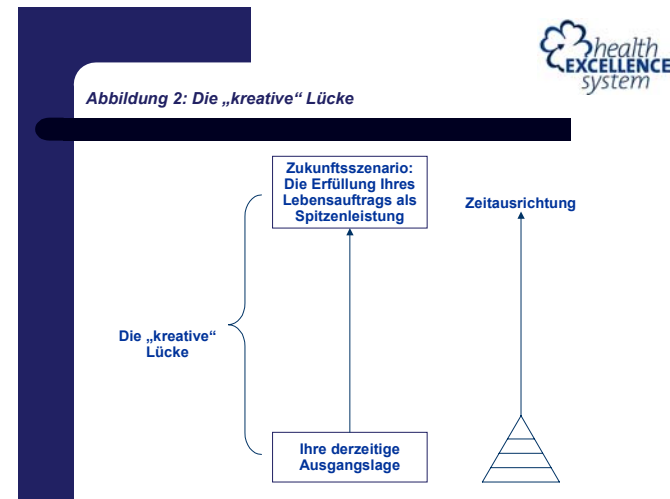 health
EXCELLENCE
system
Abbildung 2: Die „kreative“ Lücke
Zukunftsszenario:
Die Erfüllung Ihres
Lebensauftrags als
Spitzenleistung
Zeitausrichtung
Die „kreative“
Lücke
Ihre derzeitige
Ausgangslage